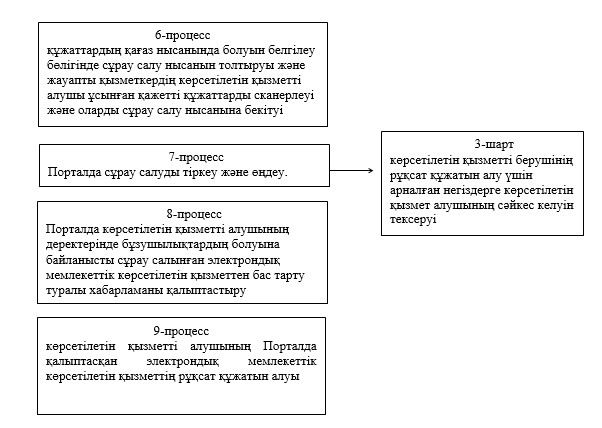 6-процесс
құжаттардың қағаз нысанында болуын белгілеу
бөлігінде сұрау салу нысанын толтыруы және
жауапты қызметкердің көрсетілетін қызметті
алушы ұсынған қажетті құжаттарды сканерлеуі
және оларды сұрау салу нысанына бекітуі
7-процесс
Порталда сұрау салуды тіркеу және өңдеу.
3-шарт
көрсетілетін қызметті берушінің
рұқсат құжатын алу үшін
арналған негіздерге көрсетілетін
қызмет алушының сәйкес келуін
тексеруі
8-процесс
Порталда көрсетілетін қызметті алушының
деректерінде бұзушылықтардың болуына
байланысты сұрау салынған электрондық
мемлекеттік көрсетілетін қызметтен бас тарту
туралы хабарламаны қалыптастыру
9-процесс
көрсетілетін қызметті алушының Порталда
қалыптасқан электрондық мемлекеттік
көрсетілетін қызметтің рұқсат құжатын алуы